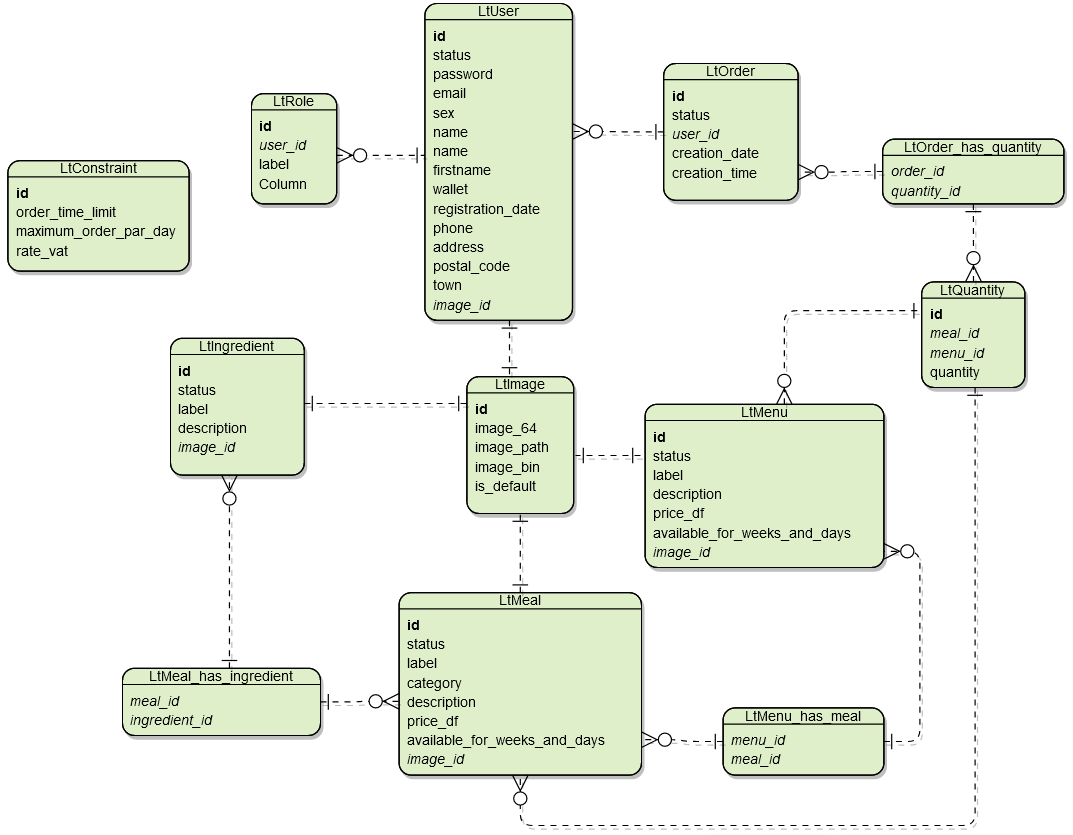 LtUser
id
status
password
email
sex
name
name
firstname
wallet
registration_date
phone
address
postal_code
town
image_id
LtOrder
id
status
user_id
creation_date
creation_time
LtRole
id
user_id
label
Column
LtOrder_has_quantity
order_id
quantity_id
LtConstraint
id
order_time_limit
maximum_order_par_day
rate_vat
LtQuantity
id
meal_id
menu_id
quantity
LtIngredient
id
status
label
description
image_id
LtImage
id
image_64
image_path
image_bin
is_default
LtMenu
id
status
label
description
price_df
available_for_weeks_and_days
image_id
LtMeal
id
status
label
category
description
price_df
available_for_weeks_and_days
image_id
LtMeal_has_ingredient
meal_id
ingredient_id
LtMenu_has_meal
menu_id
meal_id